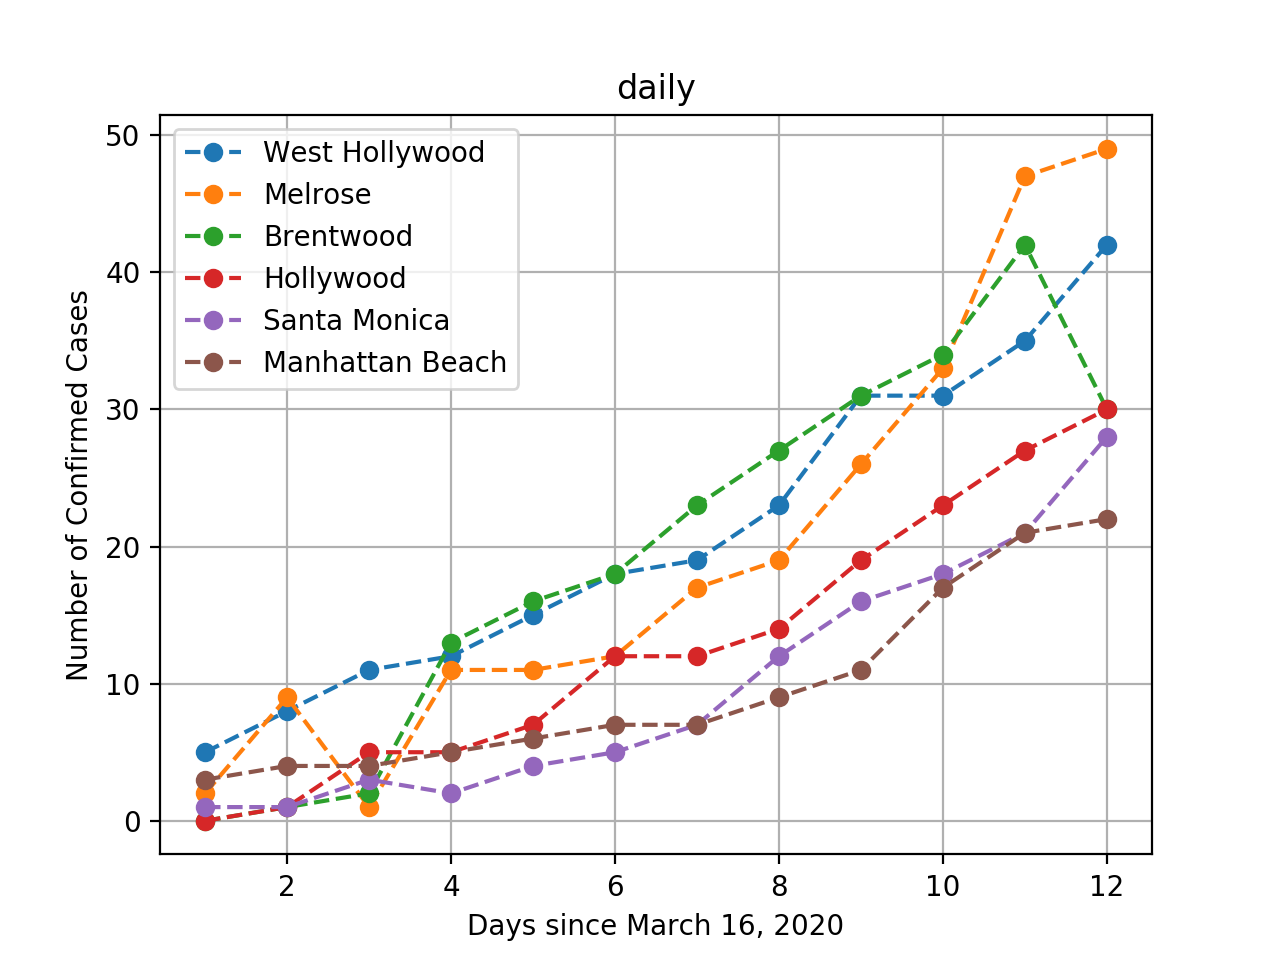 daily
50
40
30
20
10
0
Number of Confirmed Cases
West Hollywood
Melrose
Brentwood
Hollywood
Santa Monica
Manhattan Beach
2 4 6 8 10 12
Days since March 16, 2020